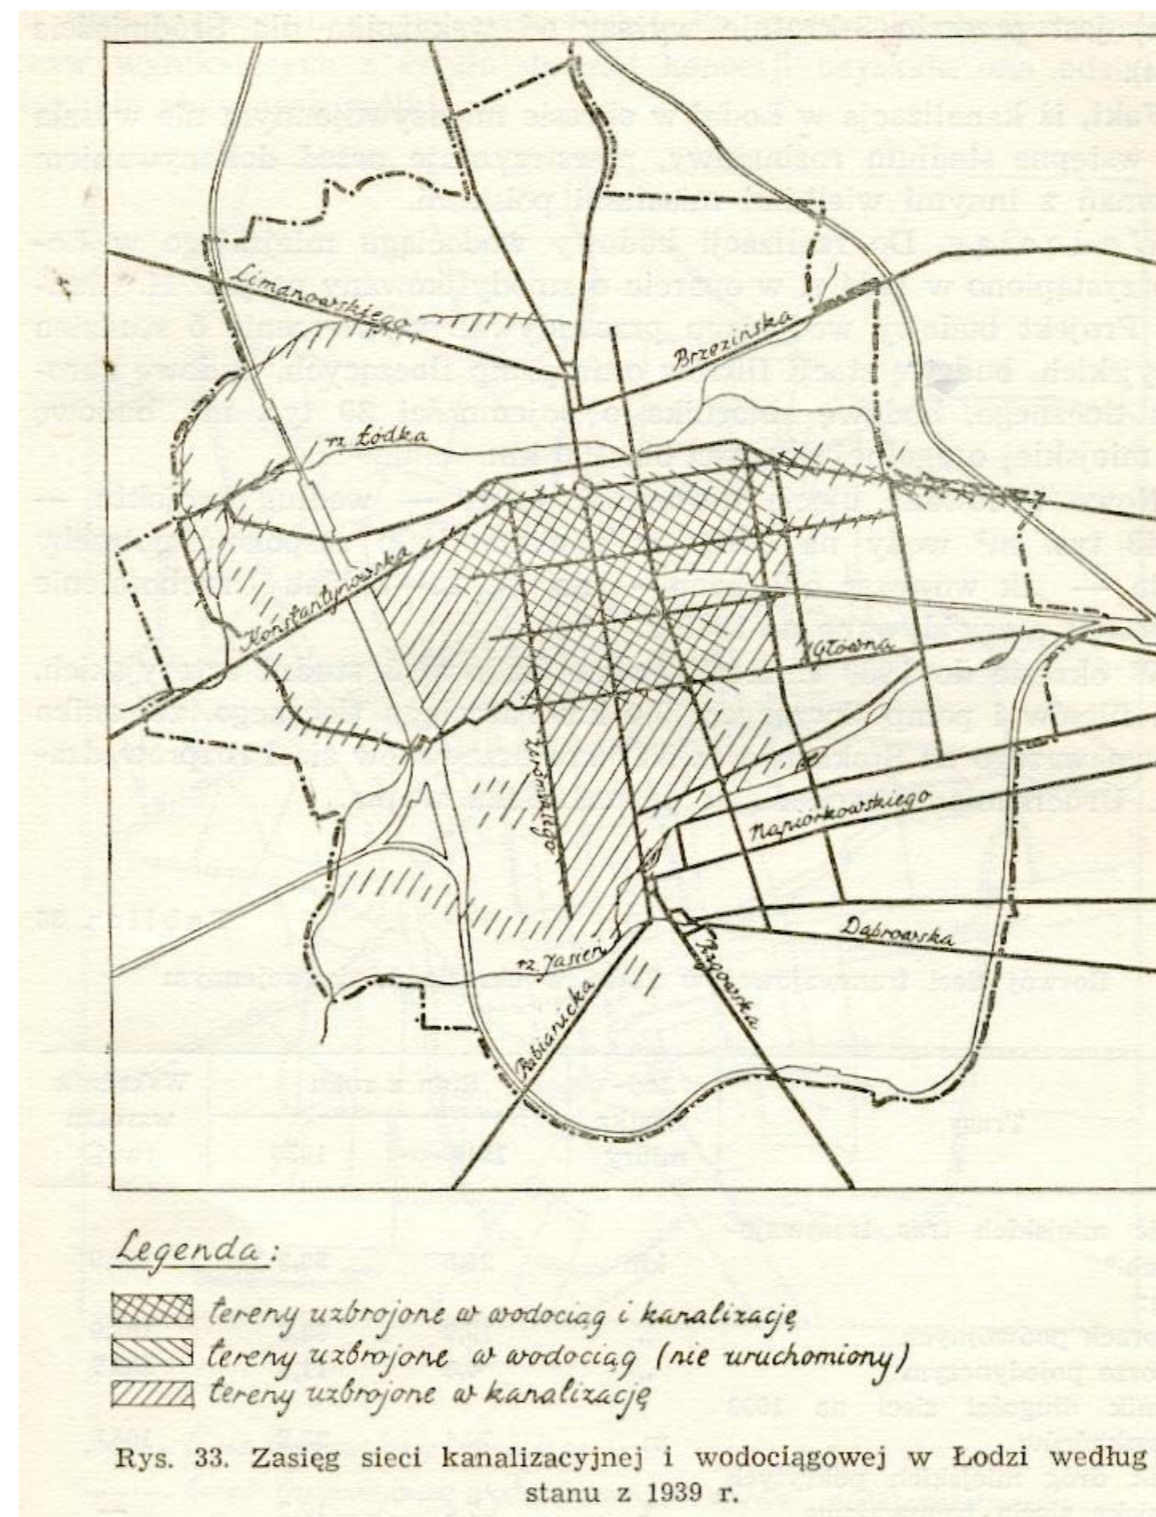 Limanowskiego
Brzezińska
rz. Łódka
Konstantynowska
Główna
Żeromskiego
Napiórkowskiego
Dąbrowska
rz. Jasień
Rzgowska
Pabianicka
Legenda:
tereny uzbrojone w wodociąg i kanalizację
tereny uzbrojone w wodociąg (nie uruchomiony)
tereny uzbrojone w kanalizację
Rys. 33. Zasięg sieci kanalizacyjnej i wodociągowej w Łodzi według
stanu z 1939 r.